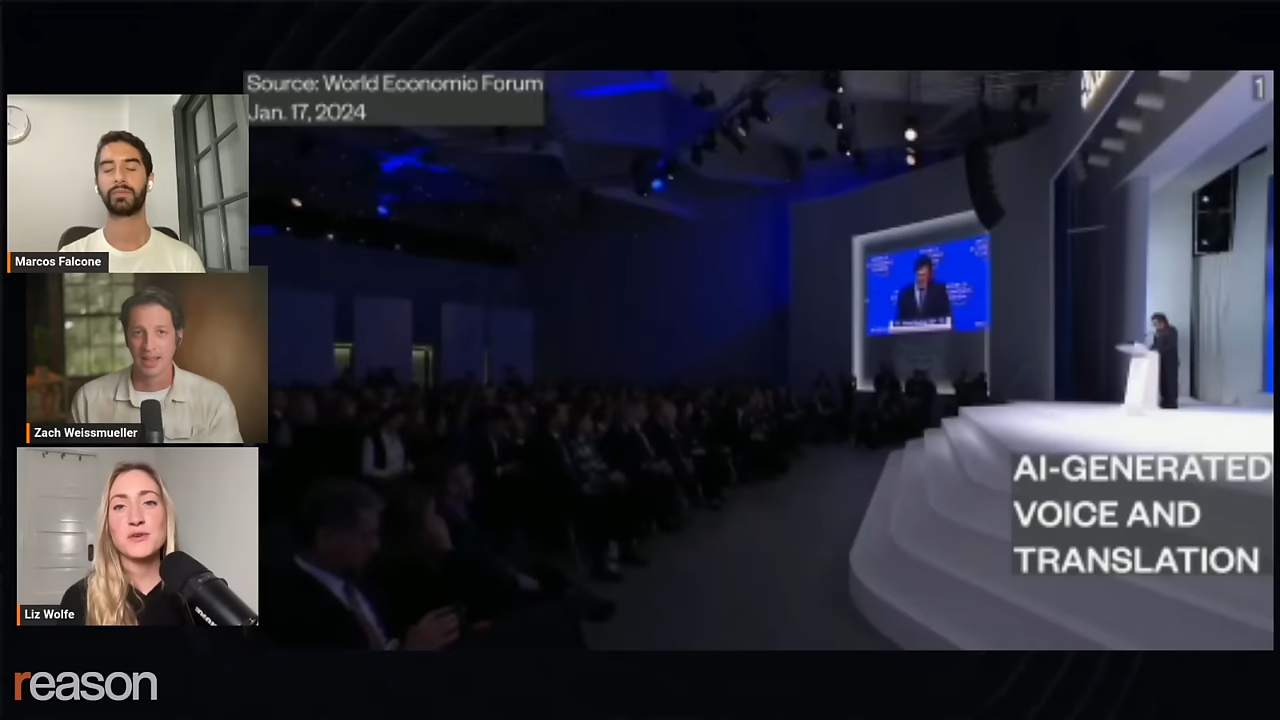 Source: World Economic Forum
Jan. 17, 2024
1
Marcos Falcone
Zach Weissmueller
Liz Wolfe
AI-GENERATED
VOICE AND
TRANSLATION
reason